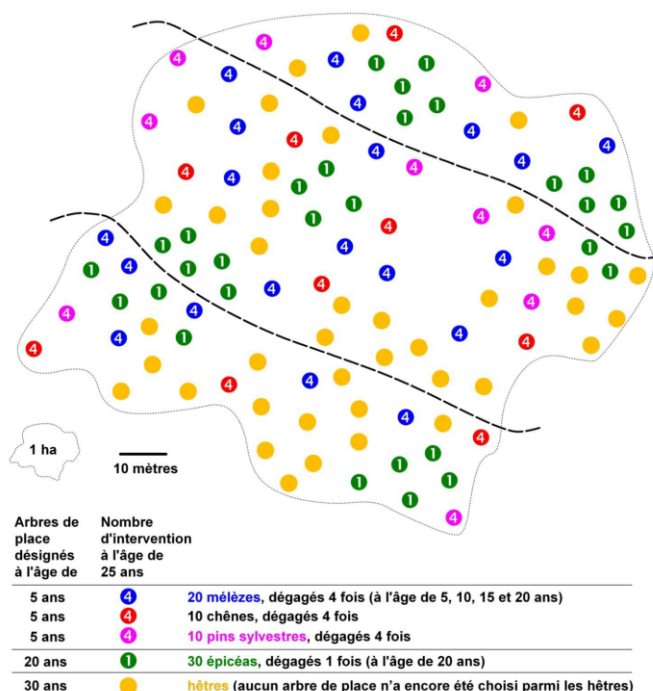 1 ha
10 mètres
Arbres de place désignés à l'âge de
Nombre d'intervention à l'âge de 25 ans
5 ans 4 20 mélèzes, dégagés 4 fois (à l'âge de 5, 10, 15 et 20 ans)
5 ans 4 10 chênes, dégagés 4 fois
5 ans 4 10 pins sylvestres, dégagés 4 fois
20 ans 1 30 épicéas, dégagés 1 fois (à l'âge de 20 ans)
30 ans hêtres (aucun arbre de place n'a encore été choisi parmi les hêtres)